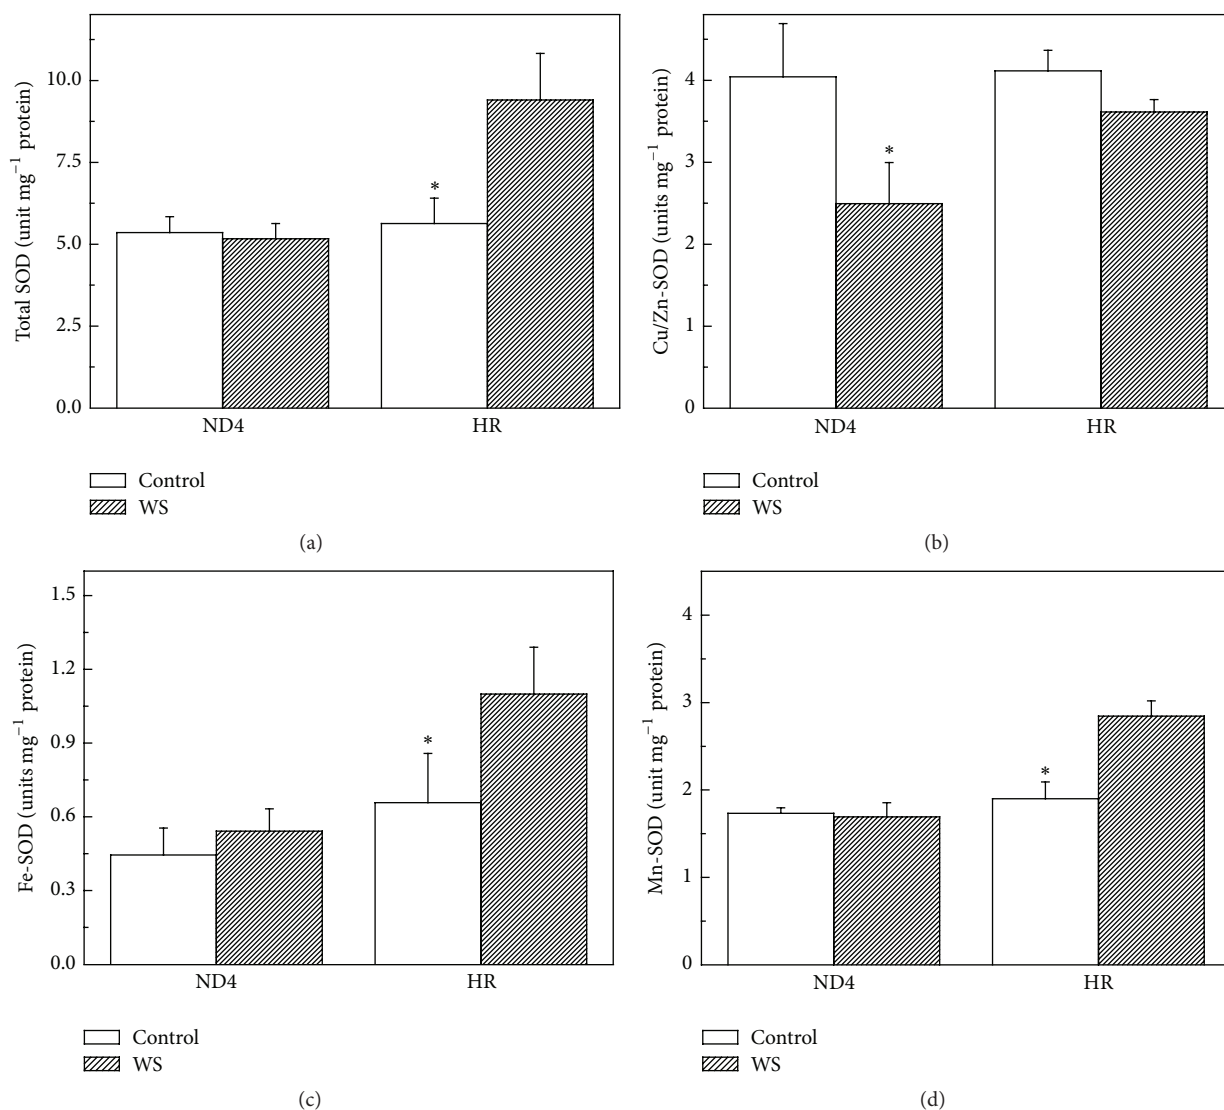 Total SOD (unit mg⁻¹ protein)
10.0
7.5
5.0
2.5
0.0
*
ND4
HR
Control
WS
(a)
Cu/Zn-SOD (units mg⁻¹ protein)
4
3
2
1
0
*
ND4
HR
Control
WS
(b)
Fe-SOD (units mg⁻¹ protein)
1.5
1.2
0.9
0.6
0.3
0.0
*
ND4
HR
Control
WS
(c)
Mn-SOD (unit mg⁻¹ protein)
4
3
2
1
0
*
ND4
HR
Control
WS
(d)